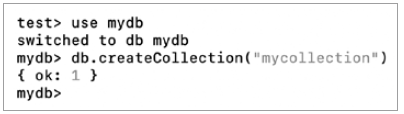 test> use mydb
switched to db mydb
mydb> db.createCollection("mycollection")
{ ok: 1 }
mydb>